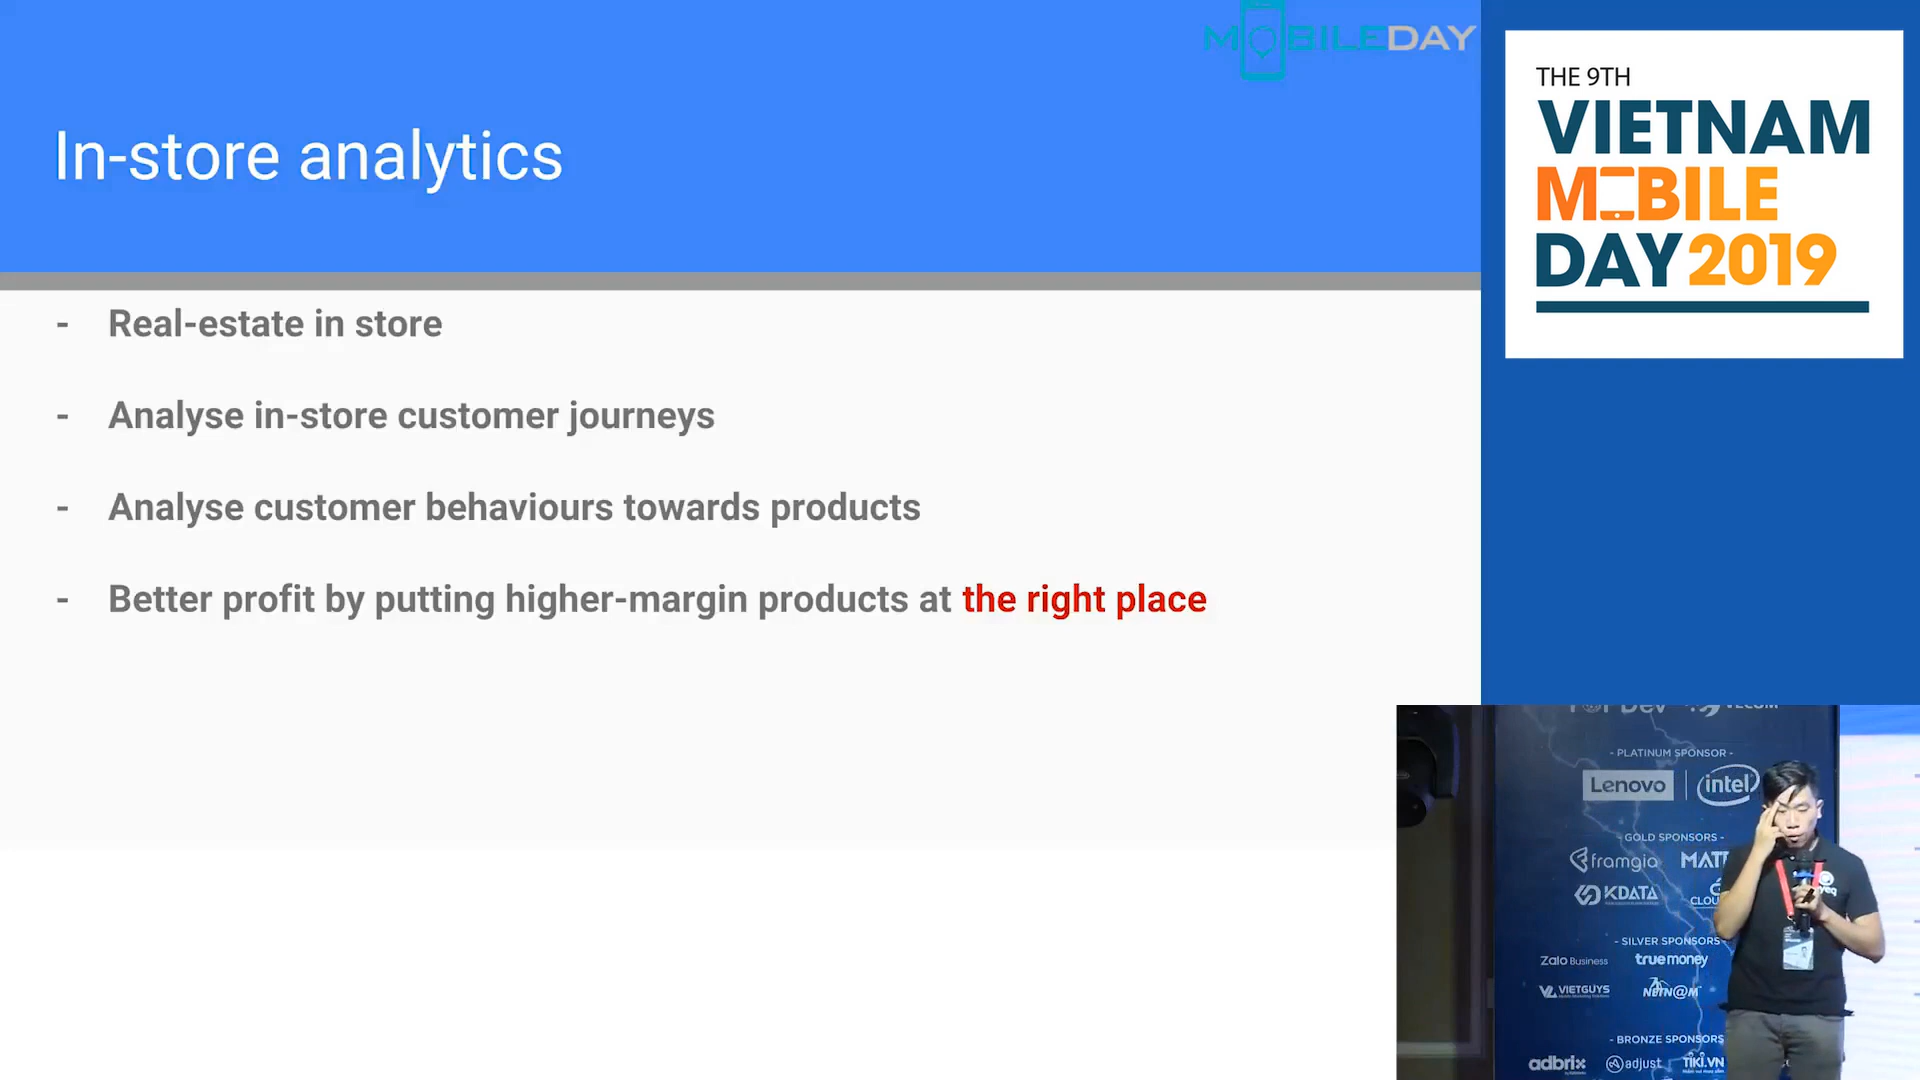 MOBILEDAY
In-store analytics
- Real-estate in store
- Analyse in-store customer journeys
- Analyse customer behaviours towards products
- Better profit by putting higher-margin products at the right place
THE 9TH
VIETNAM
MOBILE
DAY 2019
- PLATINUM SPONSOR -
Lenovo intel
- GOLD SPONSORS -
framgia
KDATA
- SILVER SPONSORS -
Zalo Business truemoney
VIETGUYS NETN@M
- BRONZE SPONSORS
adbrix adjust TIKI.VN